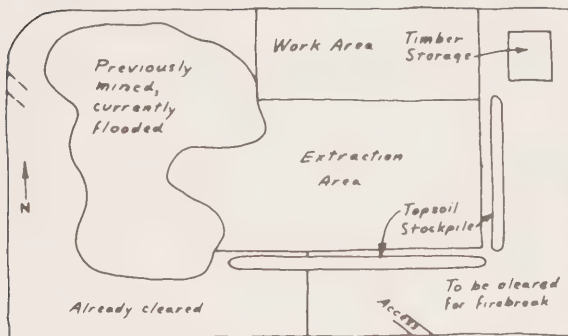 Previously
mined,
currently
flooded
Work Area
Timber
Storage
Extraction
Area
N
Topsoil
Stockpile
Already cleared
Access
To be cleared
for firebreak